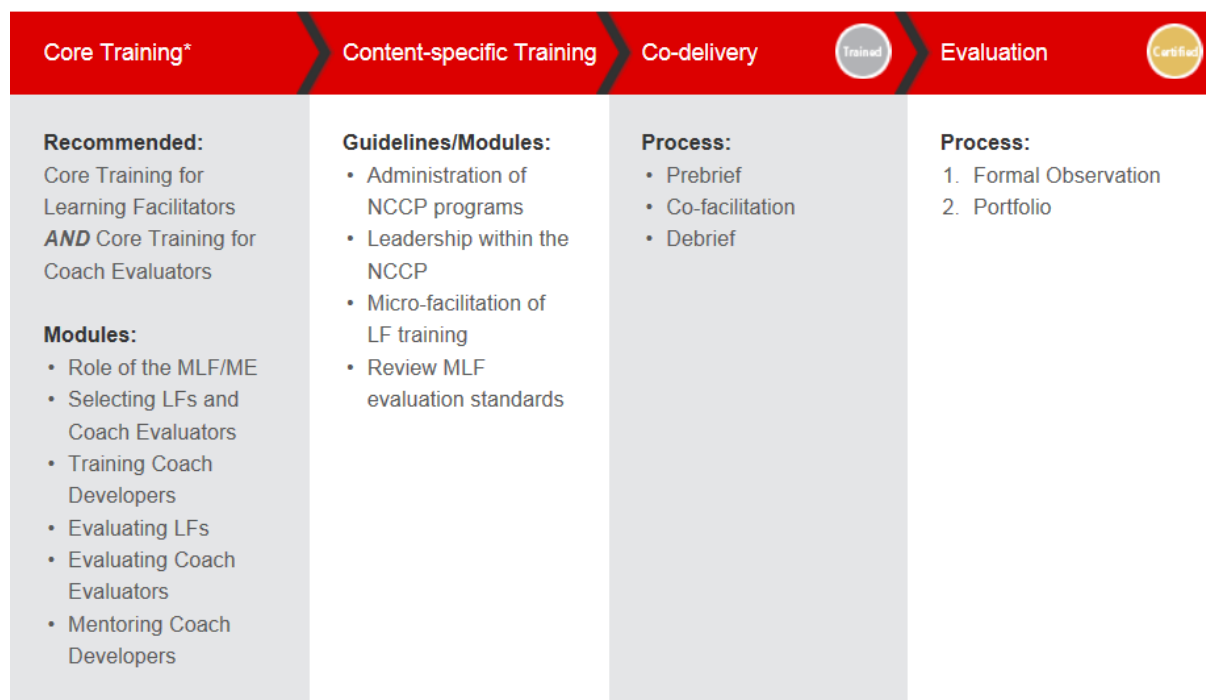 Core Training*
Content-specific Training
Co-delivery
Trained
Evaluation
Certified
Recommended:
Core Training for
Learning Facilitators
AND Core Training for
Coach Evaluators
Modules:
• Role of the MLF/ME
• Selecting LFs and
Coach Evaluators
• Training Coach
Developers
• Evaluating LFs
• Evaluating Coach
Evaluators
• Mentoring Coach
Developers
Guidelines/Modules:
• Administration of
NCCP programs
• Leadership within the
NCCP
• Micro-facilitation of
LF training
• Review MLF
evaluation standards
Process:
• Prebrief
• Co-facilitation
• Debrief
Process:
1. Formal Observation
2. Portfolio